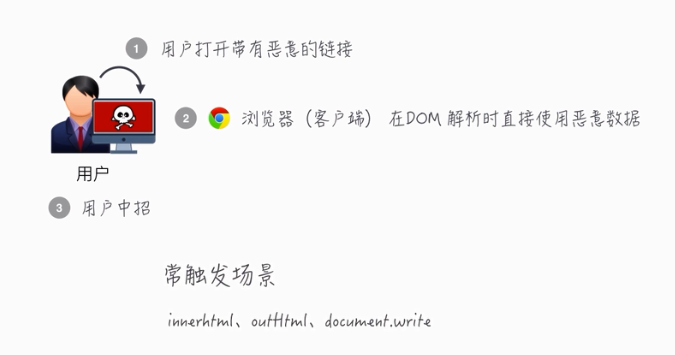 1 用户打开带有恶意的链接
2 浏览器（客户端） 在DOM 解析时直接使用恶意数据
用户
3 用户中招
常触发场景
innerhtml、outHtml、document.write